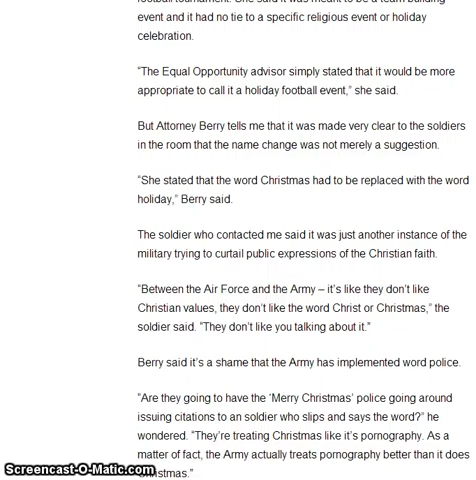 football tournament. She said it was meant to be a team building
event and it had no tie to a specific religious event or holiday
celebration.
"The Equal Opportunity advisor simply stated that it would be more
appropriate to call it a holiday football event," she said.
But Attorney Berry tells me that it was made very clear to the soldiers
in the room that the name change was not merely a suggestion.
"She stated that the word Christmas had to be replaced with the word
holiday," Berry said.
The soldier who contacted me said it was just another instance of the
military trying to curtail public expressions of the Christian faith.
"Between the Air Force and the Army – it's like they don't like
Christian values, they don't like the word Christ or Christmas," the
soldier said. "They don't like you talking about it."
Berry said it's a shame that the Army has implemented word police.
"Are they going to have the 'Merry Christmas' police going around
issuing citations to an soldier who slips and says the word?" he
wondered. "They're treating Christmas like it's pornography. As a
matter of fact, the Army actually treats pornography better than it does
Christmas."
Screencast-O-Matic.com